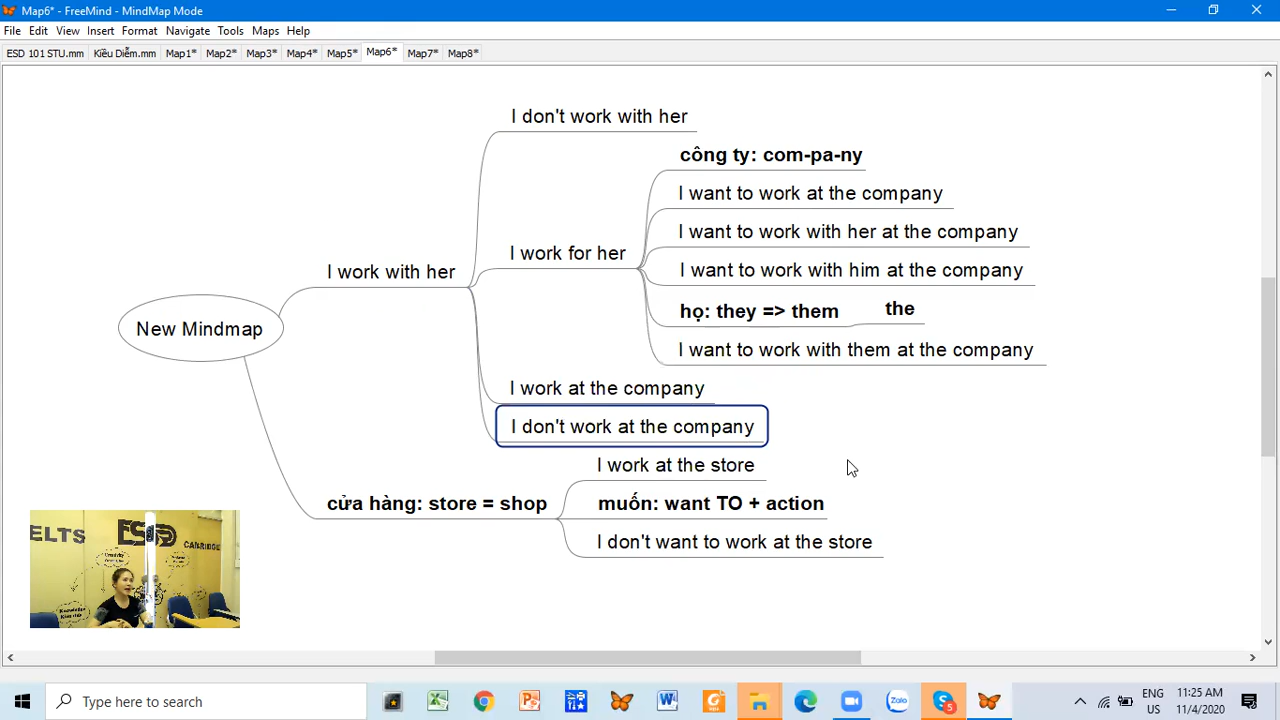 Map6* - FreeMind - MindMap Mode
File Edit View Insert Format Navigate Tools Maps Help
ESD 101 STU.mm Kiều Diễm.mm Map1* Map2* Map3* Map4* Map5* Map6* Map7* Map8*
I don't work with her
công ty: com-pa-ny
I want to work at the company
I want to work with her at the company
I work for her
I want to work with him at the company
I work with her
họ: they => them the
New Mindmap
I want to work with them at the company
I work at the company
I don't work at the company
I work at the store
cửa hàng: store = shop
muốn: want TO + action
I don't want to work at the store
ELTS ESD CAMBRIDGE
Type here to search
5
ENG
US
11:25 AM
11/4/2020